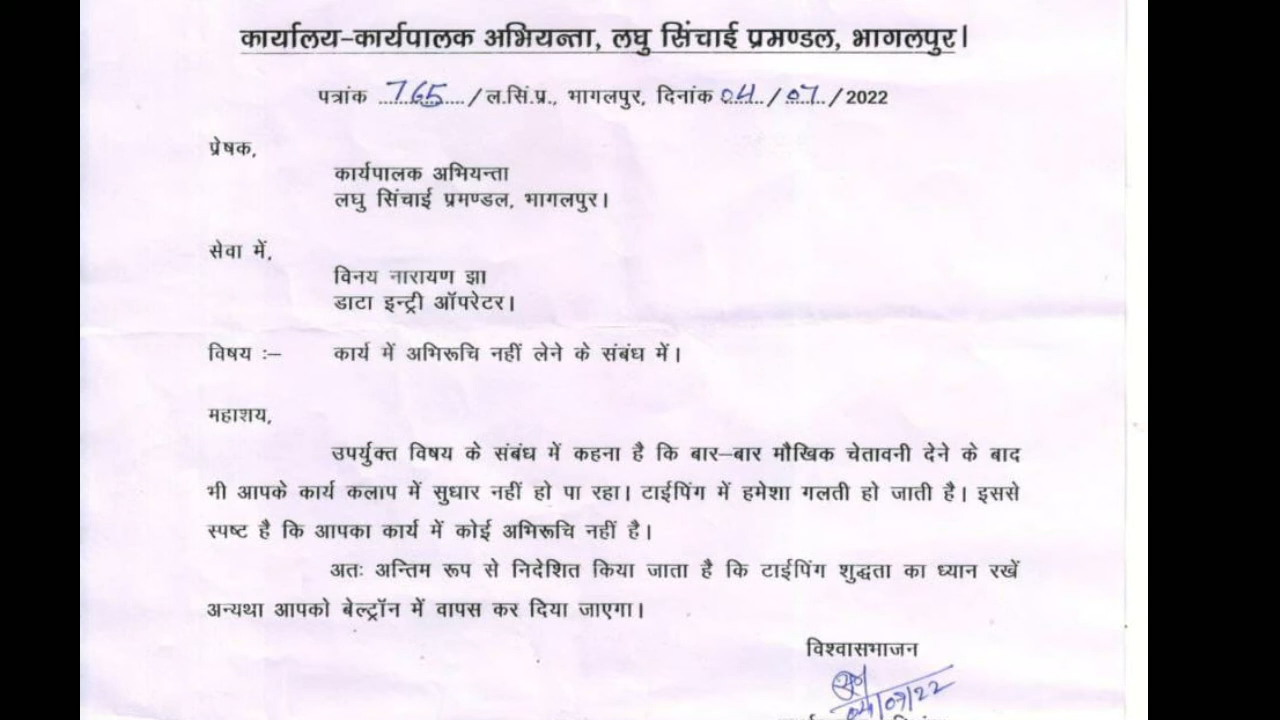 कार्यालय-कार्यपालक अभियन्ता, लघु सिंचाई प्रमण्डल, भागलपुर।
पत्रांक 765 / ल.सिं.प्र., भागलपुर, दिनांक 04 / 07 / 2022
प्रेषक,
कार्यपालक अभियन्ता
लघु सिंचाई प्रमण्डल, भागलपुर।
सेवा में,
विनय नारायण झा
डाटा इन्ट्री ऑपरेटर।
विषय :– कार्य में अभिरूचि नहीं लेने के संबंध में।
महाशय,
उपर्युक्त विषय के संबंध में कहना है कि बार–बार मौखिक चेतावनी देने के बाद
भी आपके कार्य कलाप में सुधार नहीं हो पा रहा। टाईपिंग में हमेशा गलती हो जाती है। इससे
स्पष्ट है कि आपका कार्य में कोई अभिरूचि नहीं है।
अतः अन्तिम रूप से निदेशित किया जाता है कि टाईपिंग शुद्धता का ध्यान रखें
अन्यथा आपको बेल्ट्रॉन में वापस कर दिया जाएगा।
विश्वासभाजन
04/07/22